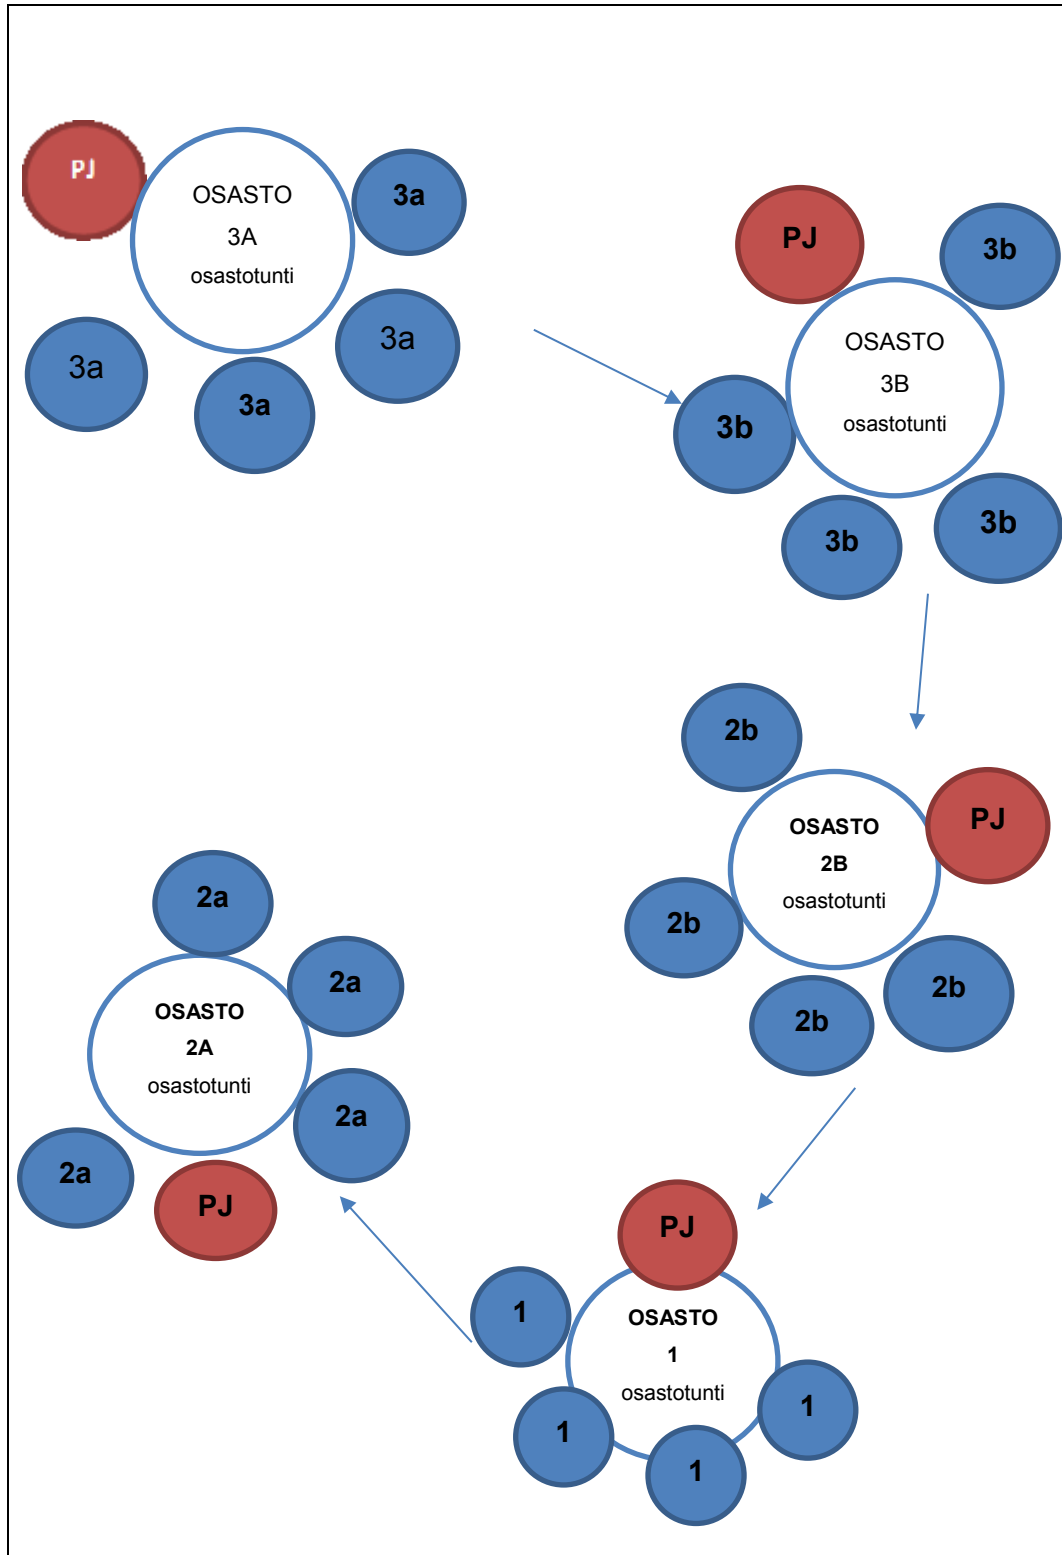 PJ
OSASTO
3A
osastotunti
3a
3a
3a
3a
PJ
3b
OSASTO
3B
osastotunti
3b
3b
3b
2b
PJ
OSASTO
2B
osastotunti
2b
2b
2b
2a
2a
OSASTO
2A
osastotunti
2a
2a
PJ
PJ
1
OSASTO
1
osastotunti
1
1
1